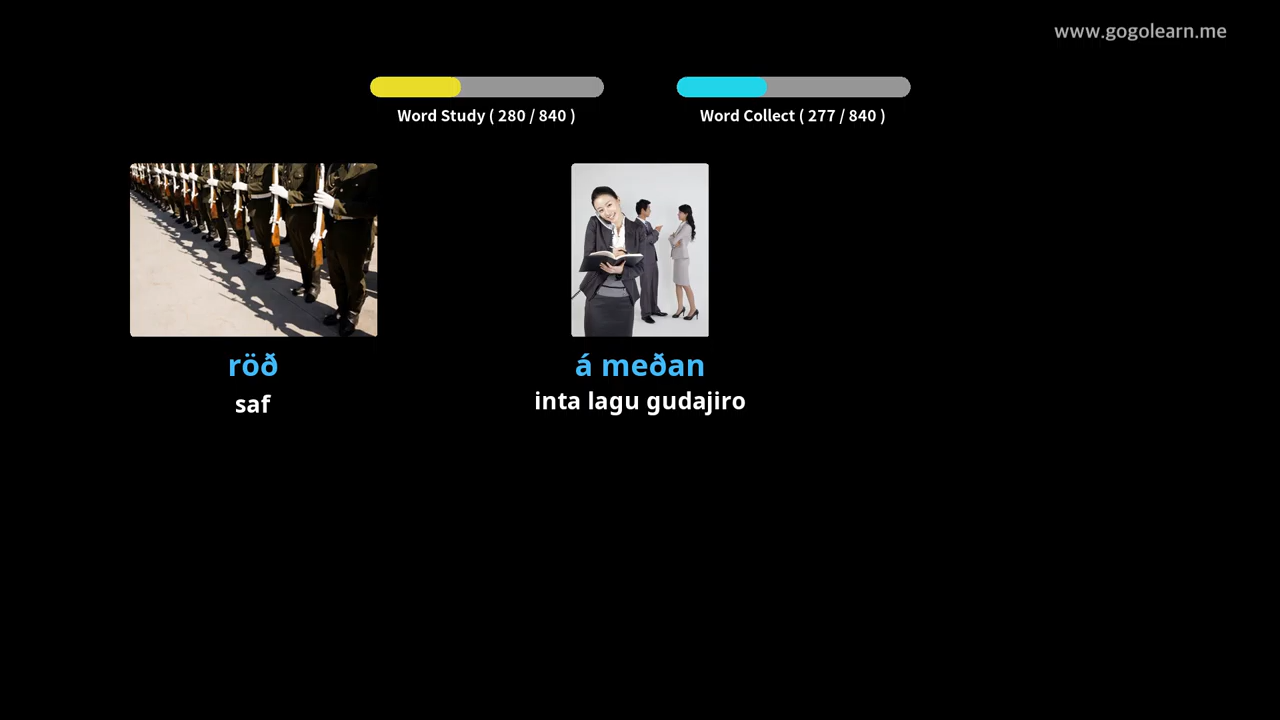 www.gogolearn.me
Word Study ( 280 / 840 )
Word Collect ( 277 / 840 )
röð
saf
á meðan
inta lagu gudajiro